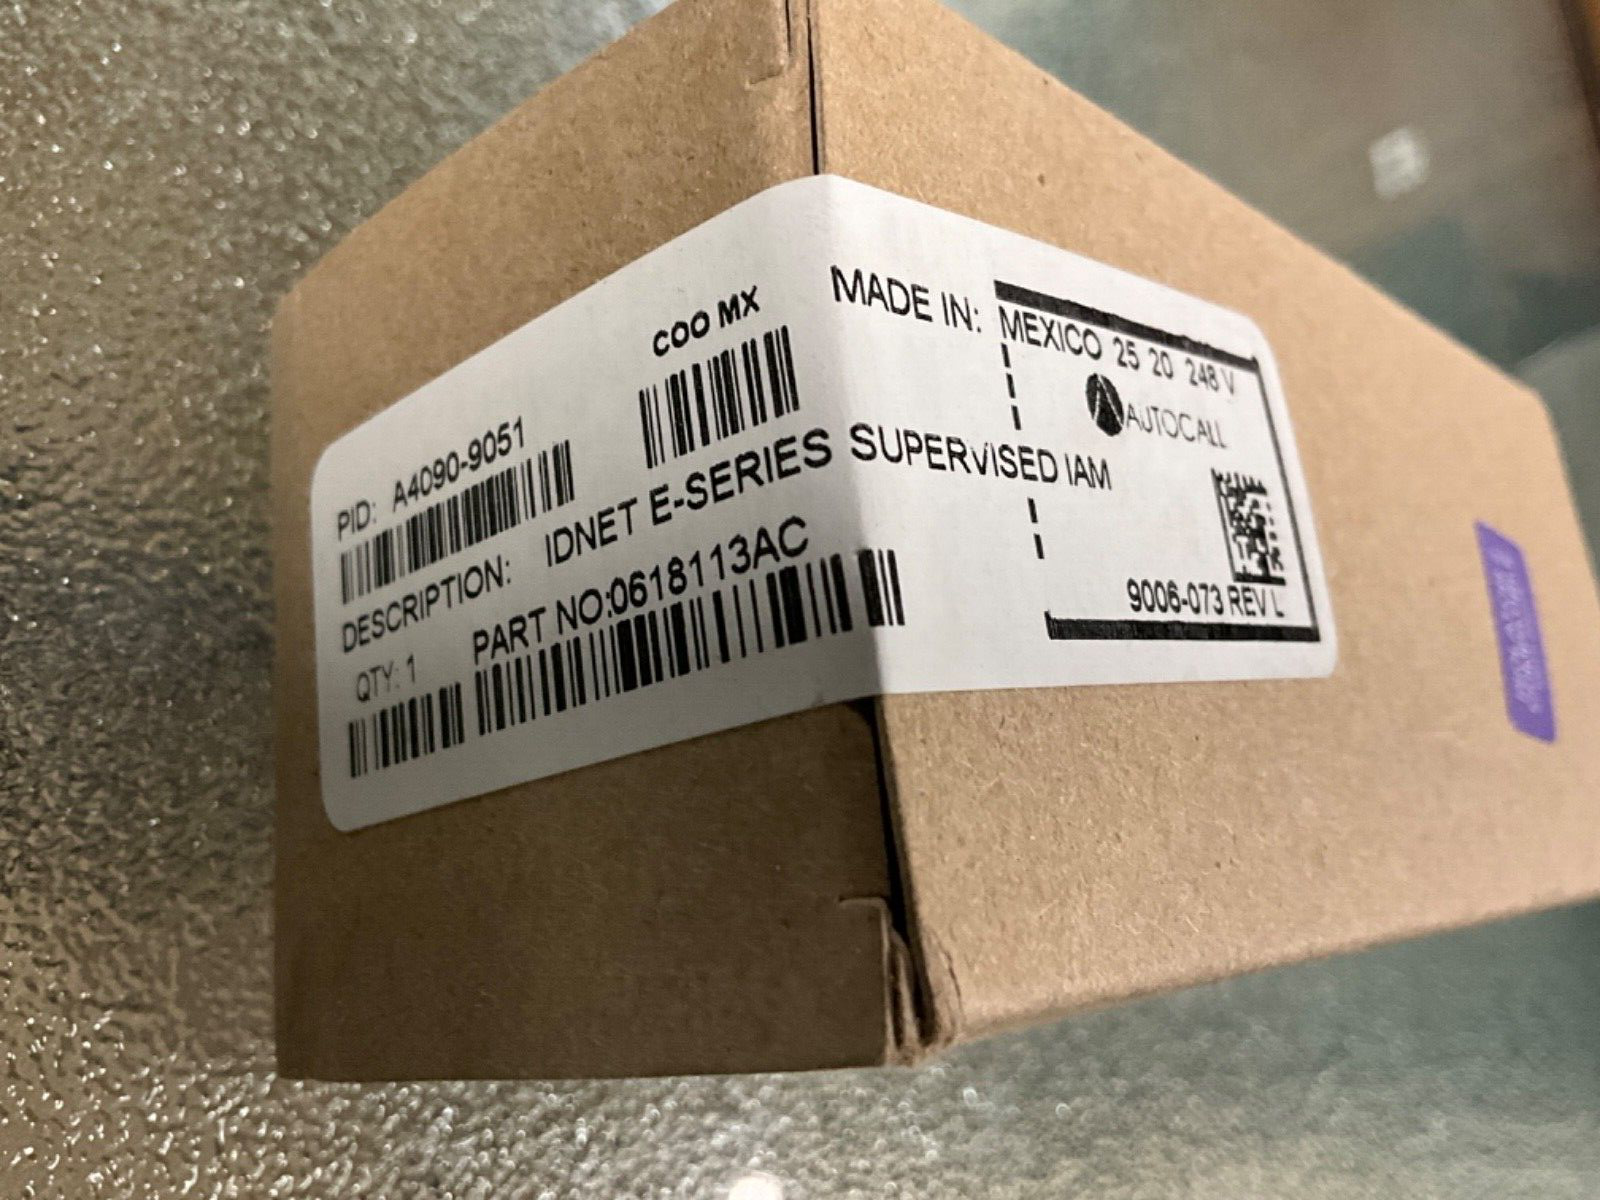 COO MX
MADE IN: MEXICO 25 20 248 V
PID: A4090-9051
AUTOCALL
DESCRIPTION: IDNET E-SERIES SUPERVISED IAM
PART NO:0618113AC
QTY: 1
9006-073 REV L